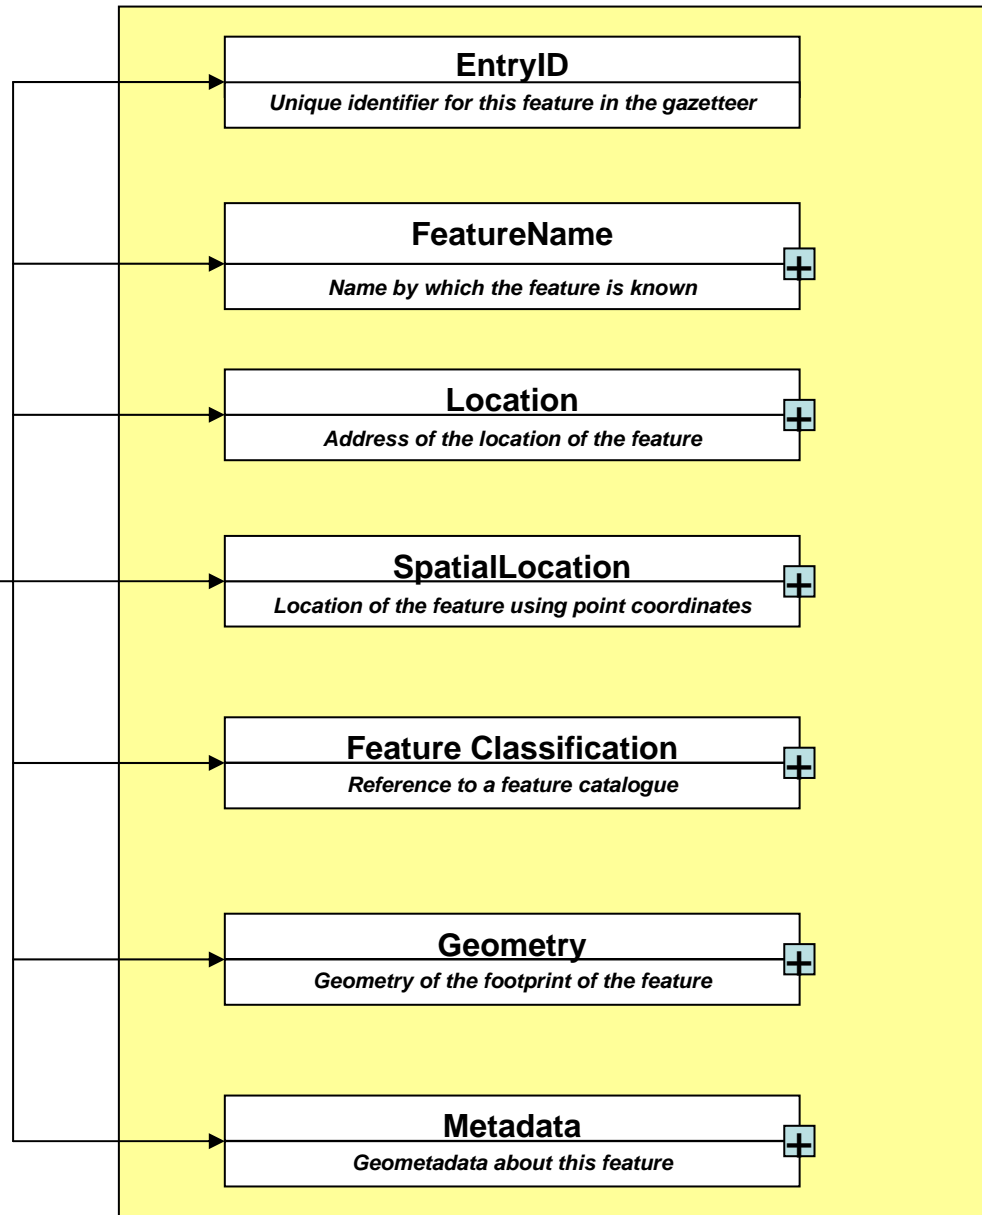 EntryID
Unique identifier for this feature in the gazetteer
FeatureName
Name by which the feature is known
+
Location
Address of the location of the feature
+
SpatialLocation
Location of the feature using point coordinates
+
Feature Classification
Reference to a feature catalogue
+
Geometry
Geometry of the footprint of the feature
+
Metadata
Geometadata about this feature
+